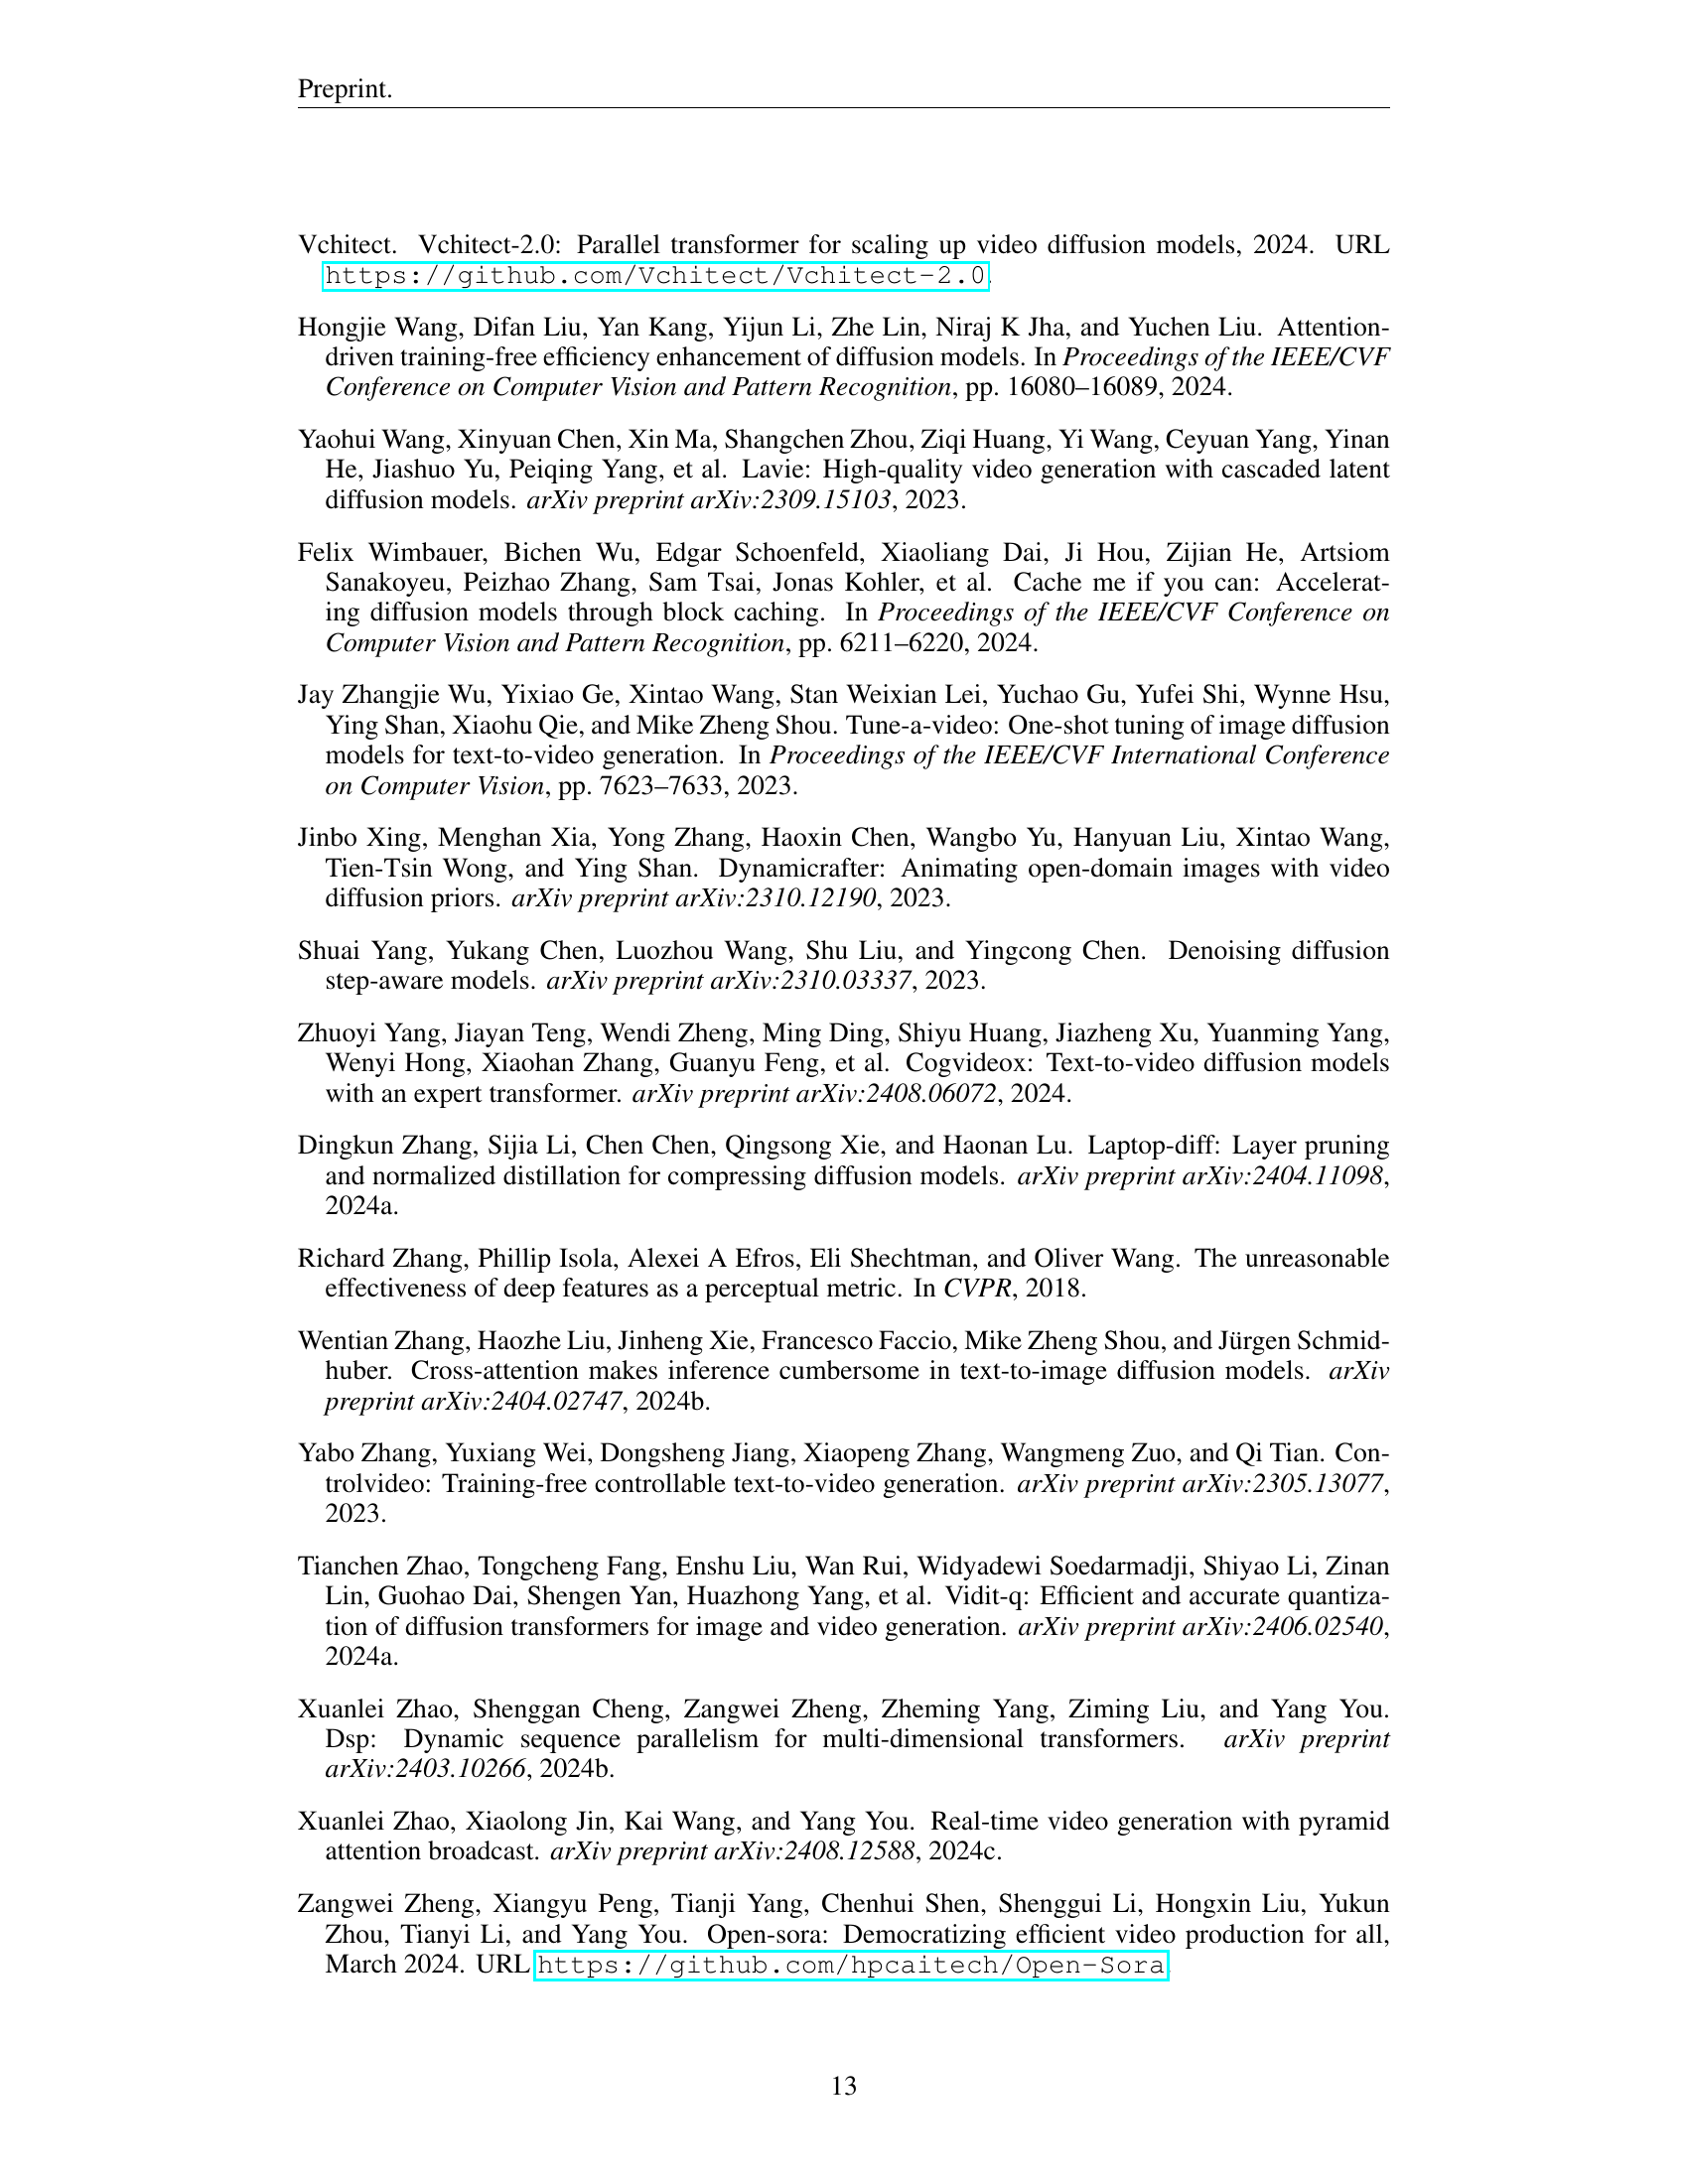 Preprint.
Vchitect. Vchitect-2.0: Parallel transformer for scaling up video diffusion models, 2024. URL
https://github.com/Vchitect/Vchitect-2.0.
Hongjie Wang, Difan Liu, Yan Kang, Yijun Li, Zhe Lin, Niraj K Jha, and Yuchen Liu. Attention-
driven training-free efficiency enhancement of diffusion models. In Proceedings of the IEEE/CVF
Conference on Computer Vision and Pattern Recognition, pp. 16080–16089, 2024.
Yaohui Wang, Xinyuan Chen, Xin Ma, Shangchen Zhou, Ziqi Huang, Yi Wang, Ceyuan Yang, Yinan
He, Jiashuo Yu, Peiqing Yang, et al. Lavie: High-quality video generation with cascaded latent
diffusion models. arXiv preprint arXiv:2309.15103, 2023.
Felix Wimbauer, Bichen Wu, Edgar Schoenfeld, Xiaoliang Dai, Ji Hou, Zijian He, Artsiom
Sanakoyeu, Peizhao Zhang, Sam Tsai, Jonas Kohler, et al. Cache me if you can: Accelerat-
ing diffusion models through block caching. In Proceedings of the IEEE/CVF Conference on
Computer Vision and Pattern Recognition, pp. 6211–6220, 2024.
Jay Zhangjie Wu, Yixiao Ge, Xintao Wang, Stan Weixian Lei, Yuchao Gu, Yufei Shi, Wynne Hsu,
Ying Shan, Xiaohu Qie, and Mike Zheng Shou. Tune-a-video: One-shot tuning of image diffusion
models for text-to-video generation. In Proceedings of the IEEE/CVF International Conference
on Computer Vision, pp. 7623–7633, 2023.
Jinbo Xing, Menghan Xia, Yong Zhang, Haoxin Chen, Wangbo Yu, Hanyuan Liu, Xintao Wang,
Tien-Tsin Wong, and Ying Shan. Dynamicrafter: Animating open-domain images with video
diffusion priors. arXiv preprint arXiv:2310.12190, 2023.
Shuai Yang, Yukang Chen, Luozhou Wang, Shu Liu, and Yingcong Chen. Denoising diffusion
step-aware models. arXiv preprint arXiv:2310.03337, 2023.
Zhuoyi Yang, Jiayan Teng, Wendi Zheng, Ming Ding, Shiyu Huang, Jiazheng Xu, Yuanming Yang,
Wenyi Hong, Xiaohan Zhang, Guanyu Feng, et al. Cogvideox: Text-to-video diffusion models
with an expert transformer. arXiv preprint arXiv:2408.06072, 2024.
Dingkun Zhang, Sijia Li, Chen Chen, Qingsong Xie, and Haonan Lu. Laptop-diff: Layer pruning
and normalized distillation for compressing diffusion models. arXiv preprint arXiv:2404.11098,
2024a.
Richard Zhang, Phillip Isola, Alexei A Efros, Eli Shechtman, and Oliver Wang. The unreasonable
effectiveness of deep features as a perceptual metric. In CVPR, 2018.
Wentian Zhang, Haozhe Liu, Jinheng Xie, Francesco Faccio, Mike Zheng Shou, and Jürgen Schmid-
huber. Cross-attention makes inference cumbersome in text-to-image diffusion models. arXiv
preprint arXiv:2404.02747, 2024b.
Yabo Zhang, Yuxiang Wei, Dongsheng Jiang, Xiaopeng Zhang, Wangmeng Zuo, and Qi Tian. Con-
trolvideo: Training-free controllable text-to-video generation. arXiv preprint arXiv:2305.13077,
2023.
Tianchen Zhao, Tongcheng Fang, Enshu Liu, Wan Rui, Widyadewi Soedarmadji, Shiyao Li, Zinan
Lin, Guohao Dai, Shengen Yan, Huazhong Yang, et al. Vidit-q: Efficient and accurate quantiza-
tion of diffusion transformers for image and video generation. arXiv preprint arXiv:2406.02540,
2024a.
Xuanlei Zhao, Shenggan Cheng, Zangwei Zheng, Zheming Yang, Ziming Liu, and Yang You.
Dsp: Dynamic sequence parallelism for multi-dimensional transformers. arXiv preprint
arXiv:2403.10266, 2024b.
Xuanlei Zhao, Xiaolong Jin, Kai Wang, and Yang You. Real-time video generation with pyramid
attention broadcast. arXiv preprint arXiv:2408.12588, 2024c.
Zangwei Zheng, Xiangyu Peng, Tianji Yang, Chenhui Shen, Shenggui Li, Hongxin Liu, Yukun
Zhou, Tianyi Li, and Yang You. Open-sora: Democratizing efficient video production for all,
March 2024. URL https://github.com/hpcaitech/Open-Sora.
13